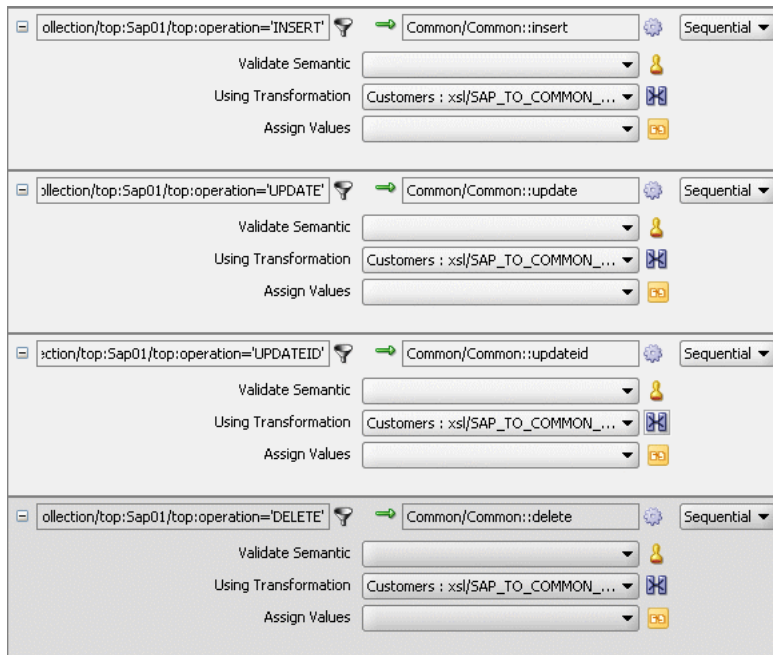 ollection/top:Sap01/top:operation='INSERT' Common/Common::insert Sequential
Validate Semantic
Using Transformation Customers : xsl/SAP_TO_COMMON_...
Assign Values
ollection/top:Sap01/top:operation='UPDATE' Common/Common::update Sequential
Validate Semantic
Using Transformation Customers : xsl/SAP_TO_COMMON_...
Assign Values
ection/top:Sap01/top:operation='UPDATEID' Common/Common::updateid Sequential
Validate Semantic
Using Transformation Customers : xsl/SAP_TO_COMMON_...
Assign Values
ollection/top:Sap01/top:operation='DELETE' Common/Common::delete Sequential
Validate Semantic
Using Transformation Customers : xsl/SAP_TO_COMMON_...
Assign Values